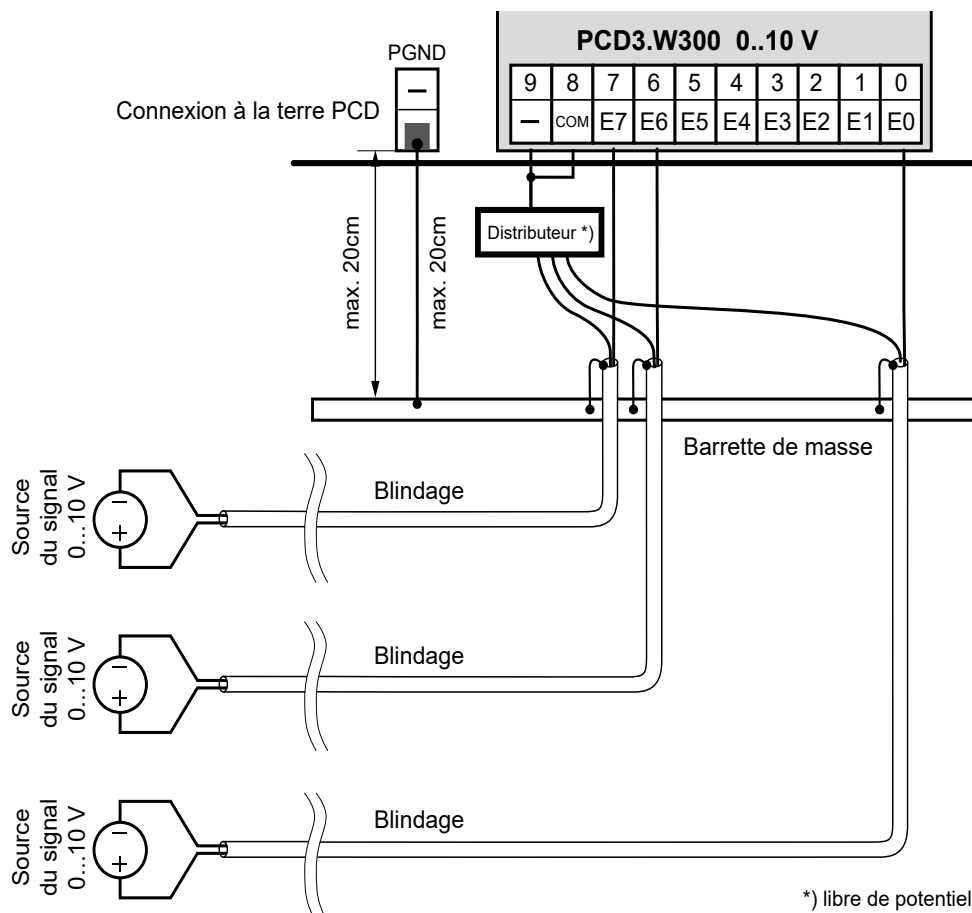 PCD3.W300 0..10 V
PGND
9 8 7 6 5 4 3 2 1 0
– COM E7 E6 E5 E4 E3 E2 E1 E0
–
Connexion à la terre PCD
max. 20cm
max. 20cm
Distributeur *)
Barrette de masse
Source
du signal
0...10 V
–
+
Blindage
Source
du signal
0...10 V
–
+
Blindage
Source
du signal
0...10 V
–
+
Blindage
*) libre de potentiel